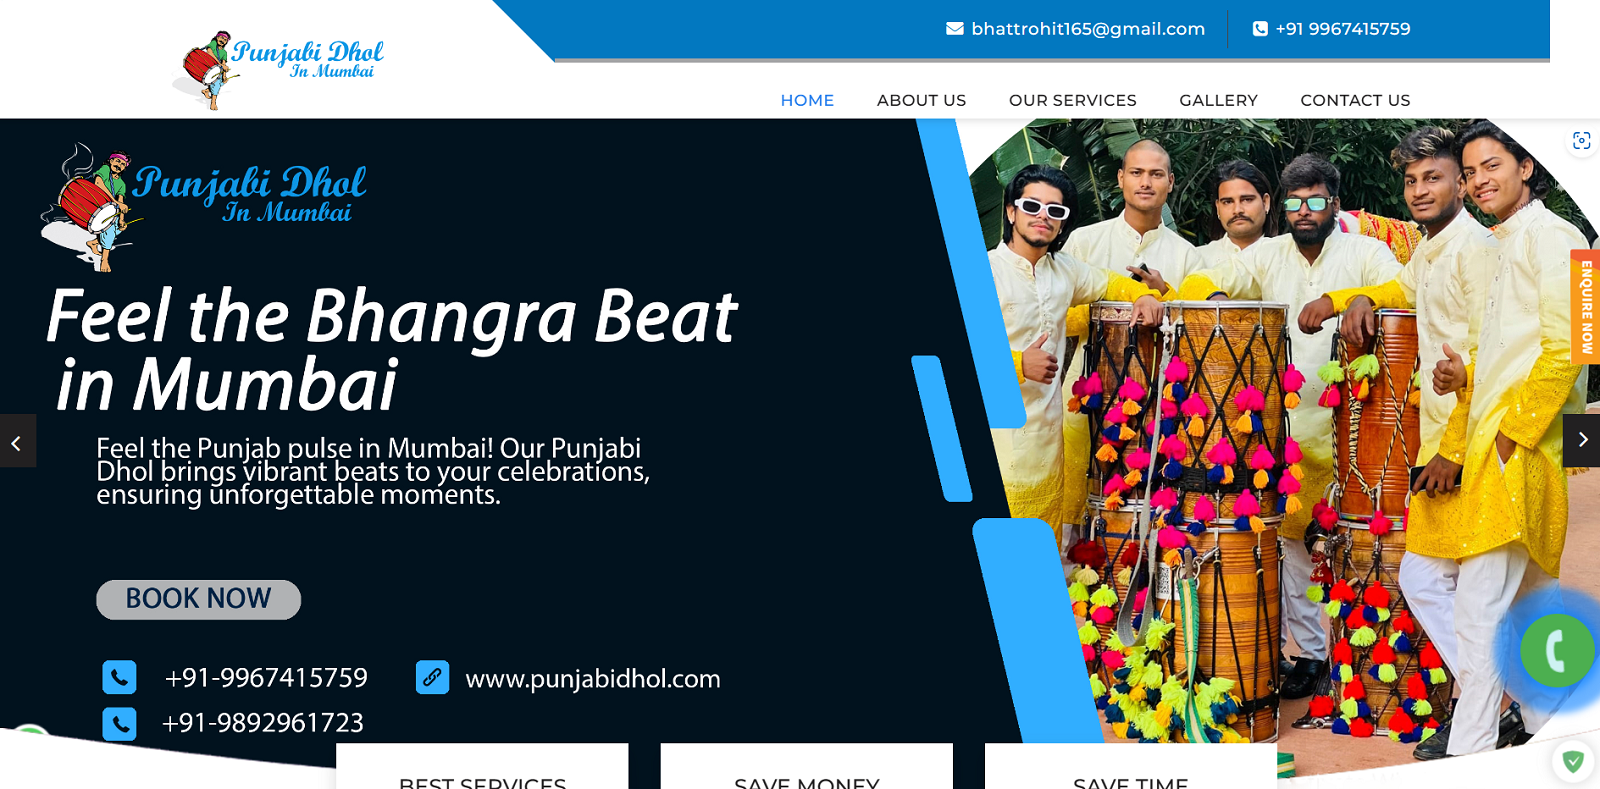 bhattrohit165@gmail.com
+91 9967415759
Punjabi Dhol
In Mumbai
HOME
ABOUT US
OUR SERVICES
GALLERY
CONTACT US
Punjabi Dhol
In Mumbai
Feel the Bhangra Beat
in Mumbai
Feel the Punjab pulse in Mumbai! Our Punjabi
Dhol brings vibrant beats to your celebrations,
ensuring unforgettable moments.
ENQUIRE NOW
BOOK NOW
+91-9967415759
www.punjabidhol.com
+91-9892961723
BEST SERVICES
SAVE MONEY
SAVE TIME